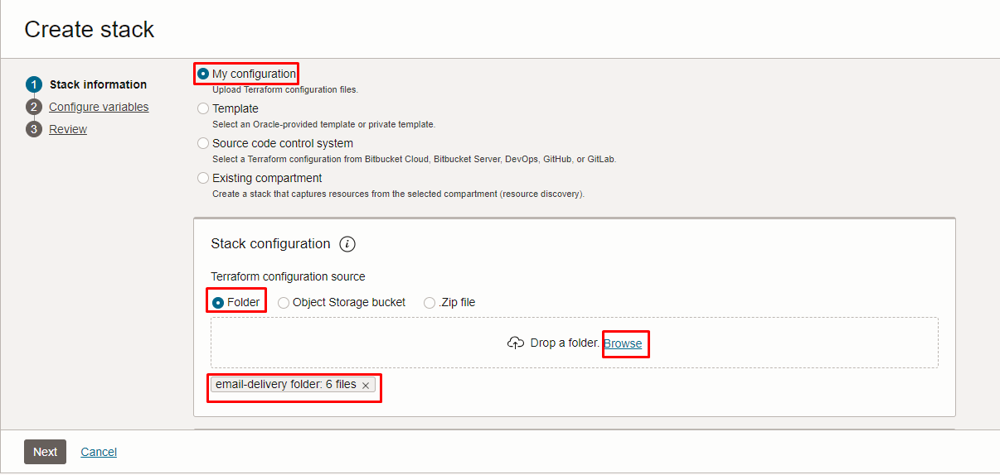 Create stack
1 Stack information
2 Configure variables
3 Review
My configuration
Upload Terraform configuration files.
Template
Select an Oracle-provided template or private template.
Source code control system
Select a Terraform configuration from Bitbucket Cloud, Bitbucket Server, DevOps, GitHub, or GitLab.
Existing compartment
Create a stack that captures resources from the selected compartment (resource discovery).
Stack configuration i
Terraform configuration source
Folder Object Storage bucket .Zip file
Drop a folder. Browse
email-delivery folder: 6 files ×
Next Cancel